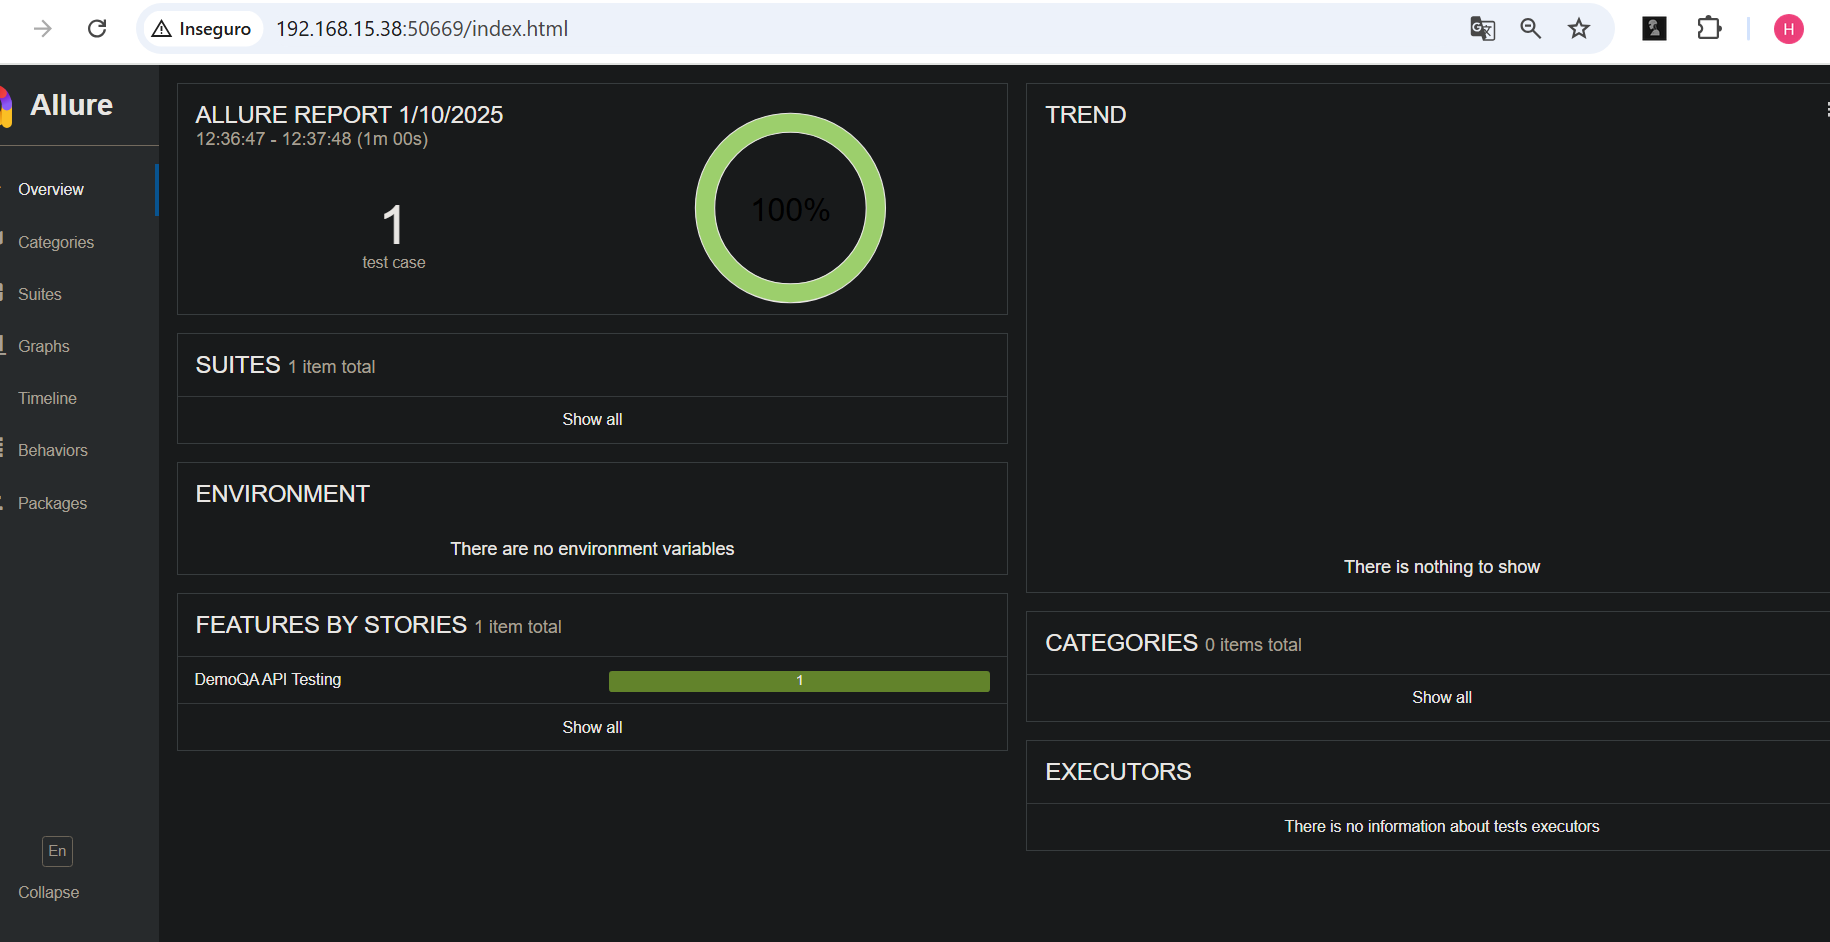 Inseguro 192.168.15.38:50669/index.html
H
Allure
Overview
Categories
Suites
Graphs
Timeline
Behaviors
Packages
En
Collapse
ALLURE REPORT 1/10/2025
12:36:47 - 12:37:48 (1m 00s)
1
test case
100%
SUITES 1 item total
Show all
ENVIRONMENT
There are no environment variables
FEATURES BY STORIES 1 item total
DemoQA API Testing 1
Show all
TREND
There is nothing to show
CATEGORIES 0 items total
Show all
EXECUTORS
There is no information about tests executors